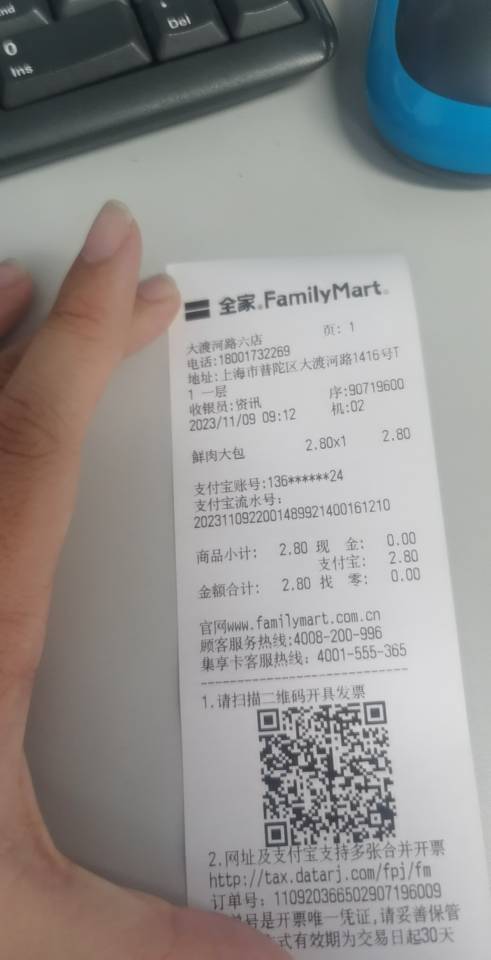 end
0
Ins
.
Del
全家®FamilyMart®
大渡河路六店 页: 1
电话:18001732269
地址:上海市普陀区大渡河路1416号T
1 一层
收银员:资讯 序:90719600
2023/11/09 09:12 机:02
鲜肉大包 2.80x1 2.80
支付宝账号:136******24
支付宝流水号:
2023110922001489921400161210
商品小计: 2.80 现 金: 0.00
支付宝: 2.80
金额合计: 2.80 找 零: 0.00
官网www.familymart.com.cn
顾客服务热线:4008-200-996
集享卡客服热线: 4001-555-365
1.请扫描二维码开具发票
2.网址及支付宝支持多张合并开票
http://tax.datarj.com/fpj/fm
订单号: 110920366502907196009
单号是开票唯一凭证,请妥善保管
式有效期为交易日起30天